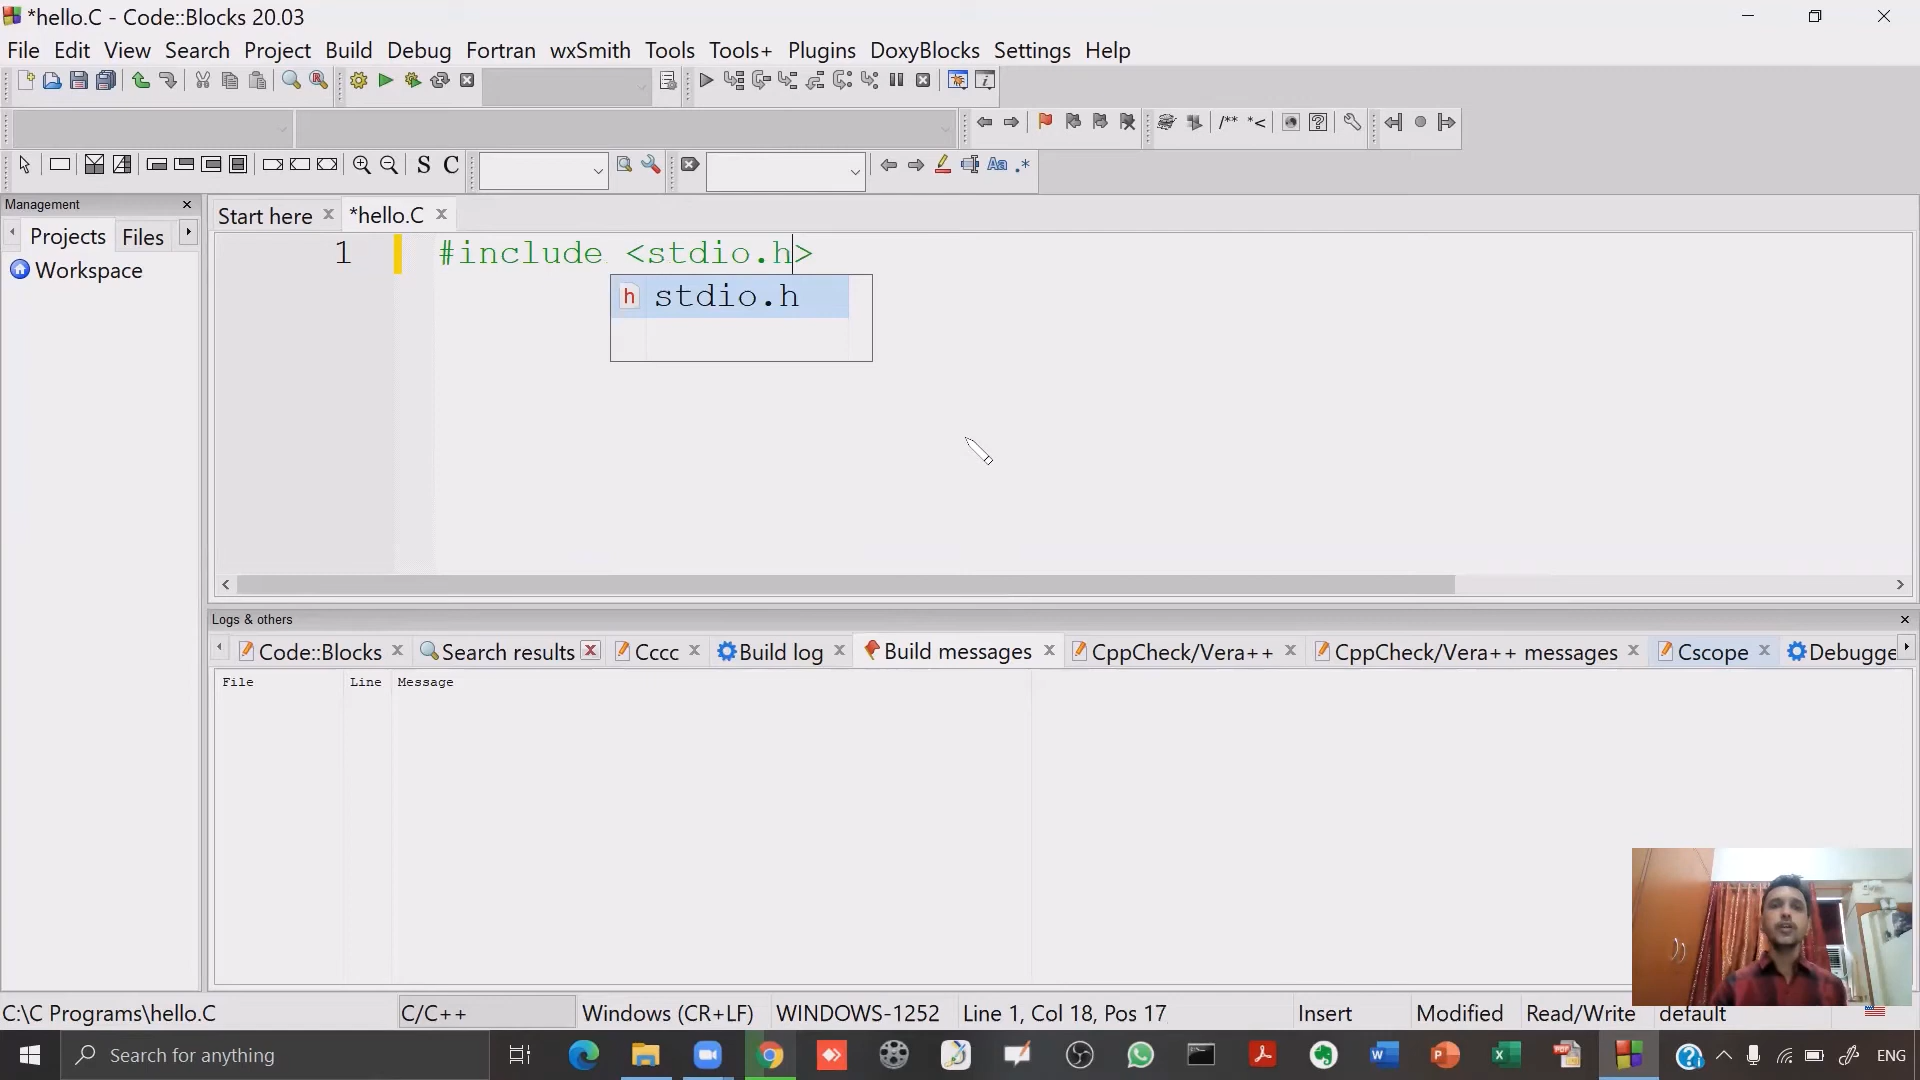 *hello.C - Code::Blocks 20.03
File Edit View Search Project Build Debug Fortran wxSmith Tools Tools+ Plugins DoxyBlocks Settings Help
/** *<
S C
Aa .*
Management
Projects Files
Workspace
Start here *hello.C
1 #include <stdio.h>
h stdio.h
Logs & others
Code::Blocks Search results Cccc Build log Build messages CppCheck/Vera++ CppCheck/Vera++ messages Cscope Debugge
File Line Message
C:\C Programs\hello.C C/C++ Windows (CR+LF) WINDOWS-1252 Line 1, Col 18, Pos 17 Insert Modified Read/Write default
Search for anything
ENG